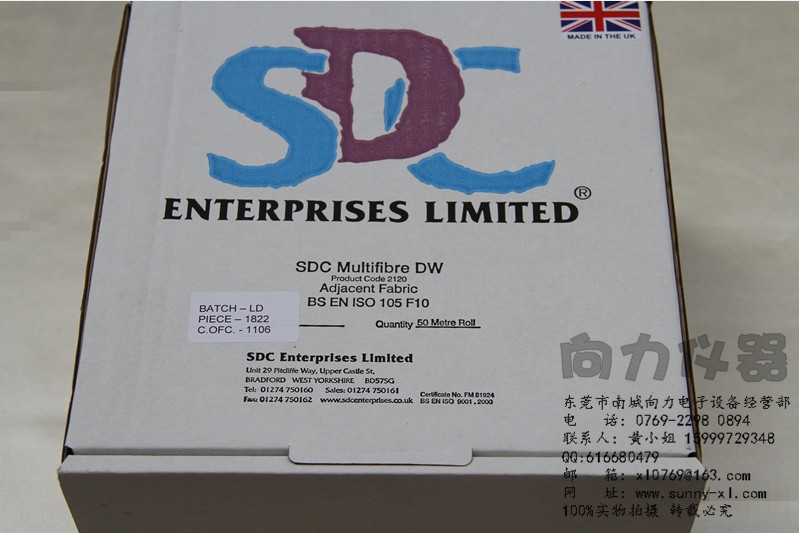 MADE IN THE UK
SDC
ENTERPRISES LIMITED®
SDC Multifibre DW
Product Code 2120
Adjacent Fabric
BS EN ISO 105 F10
BATCH – LD
PIECE – 1822
C.OFC. - 1106
Quantity 50 Metre Roll
SDC Enterprises Limited
Unit 29 Pitcliffe Way, Upper Castle St,
BRADFORD WEST YORKSHIRE BD57SG
Tel: 01274 750160 Sales: 01274 750161
Fax: 01274 750162 www.sdcenterprises.co.uk
Certificate No. FM 81924
BS EN ISO 9001, 2000
向力仪器
东莞市南城向力电子设备经营部
电 话: 0769-2298 0894
联系人: 黄小姐 15999729348
QQ:616680479
邮 箱: xl0769@163.com
网 址: www.sunny-xl.com
100%实物拍摄 转载必究